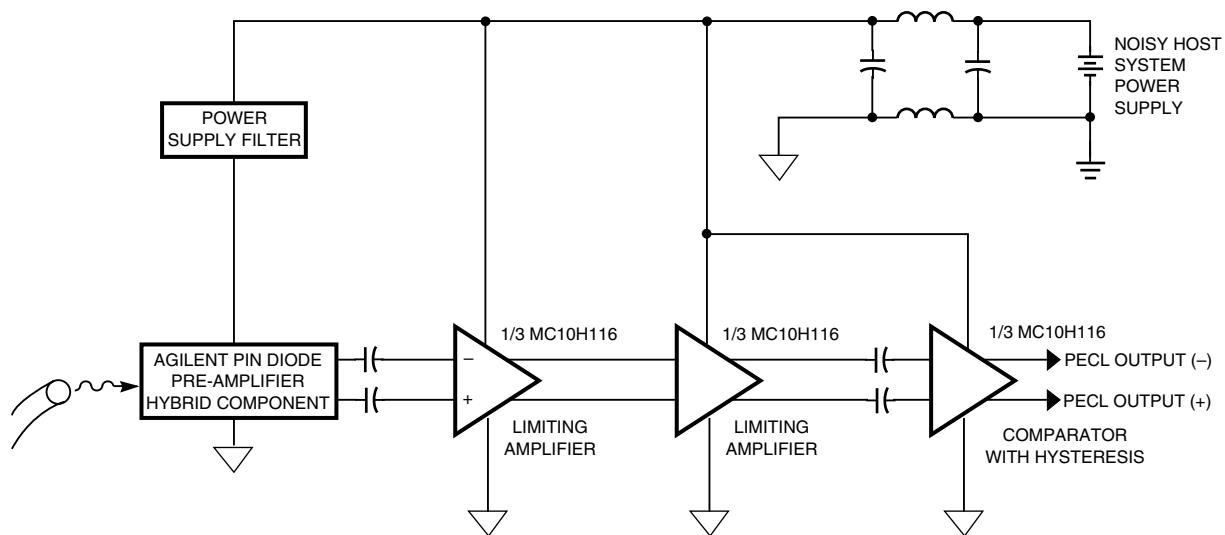 NOISY HOST
SYSTEM
POWER
SUPPLY
POWER
SUPPLY FILTER
1/3 MC10H116
1/3 MC10H116
1/3 MC10H116
AGILENT PIN DIODE
PRE-AMPLIFIER
HYBRID COMPONENT
–
+
PECL OUTPUT (–)
PECL OUTPUT (+)
LIMITING
AMPLIFIER
LIMITING
AMPLIFIER
COMPARATOR
WITH HYSTERESIS